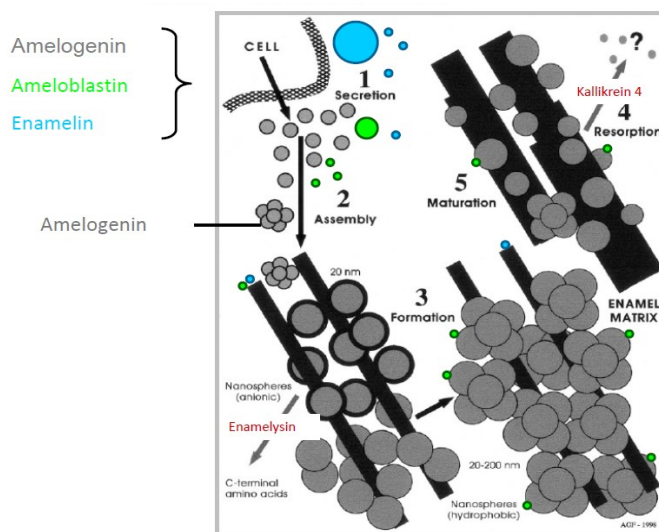 Amelogenin
Ameloblastin
Enamelin
Amelogenin
CELL
1
Secretion
2
Assembly
?
Kallikrein 4
4
Resorption
5
Maturation
20 nm
3
Formation
ENAMEL
MATRIX
Nanospheres
(anionic)
Enamelysin
C-terminal
amino acids
20-200 nm
Nanospheres
(hydrophobic)
AGF - 1998